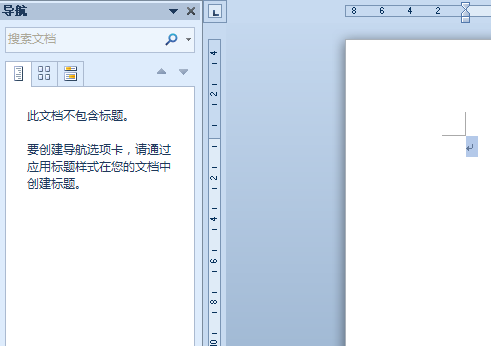 导航
搜索文档
此文档不包含标题。
要创建导航选项卡，请通过
应用标题样式在您的文档中
创建标题。
L
8 6 4 2
4
2
2
4
6
8
10